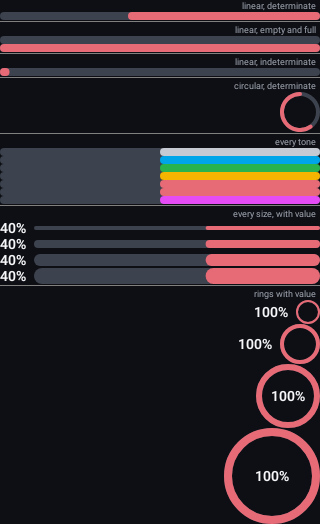 linear, determinate
linear, empty and full
linear, indeterminate
circular, determinate
every tone
every size, with value
40%
40%
40%
40%
rings with value
100%
100%
100%
100%